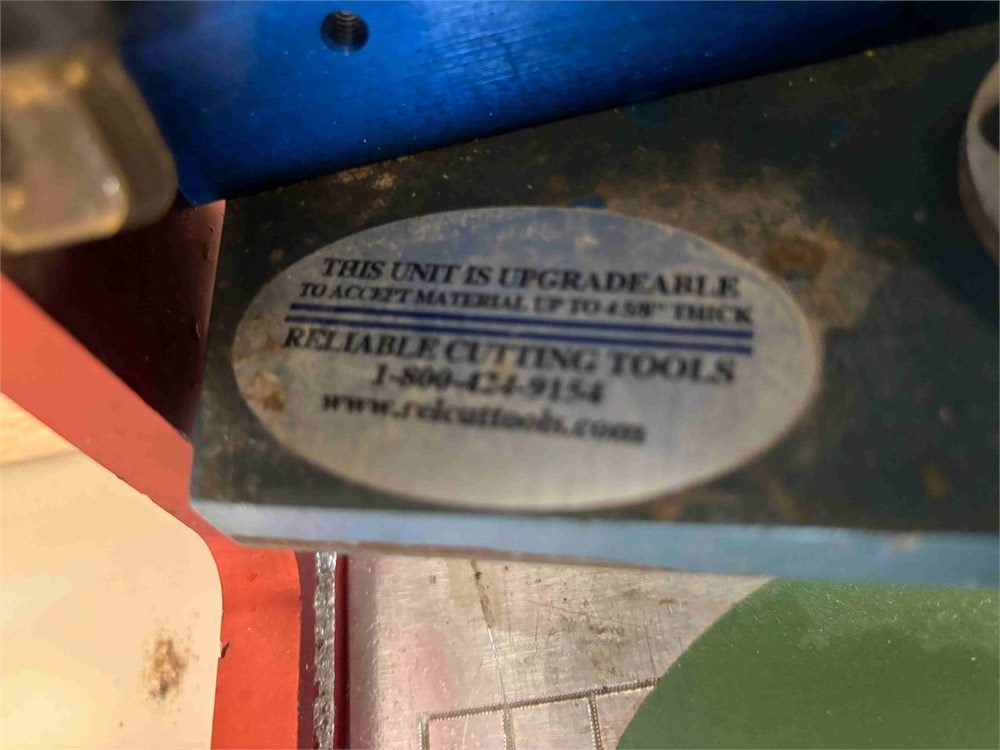 THIS UNIT IS UPGRADEABLE
TO ACCEPT MATERIAL UP TO 4 5/8" THICK
RELIABLE CUTTING TOOLS
1-800-424-9154
www.relcuttools.com